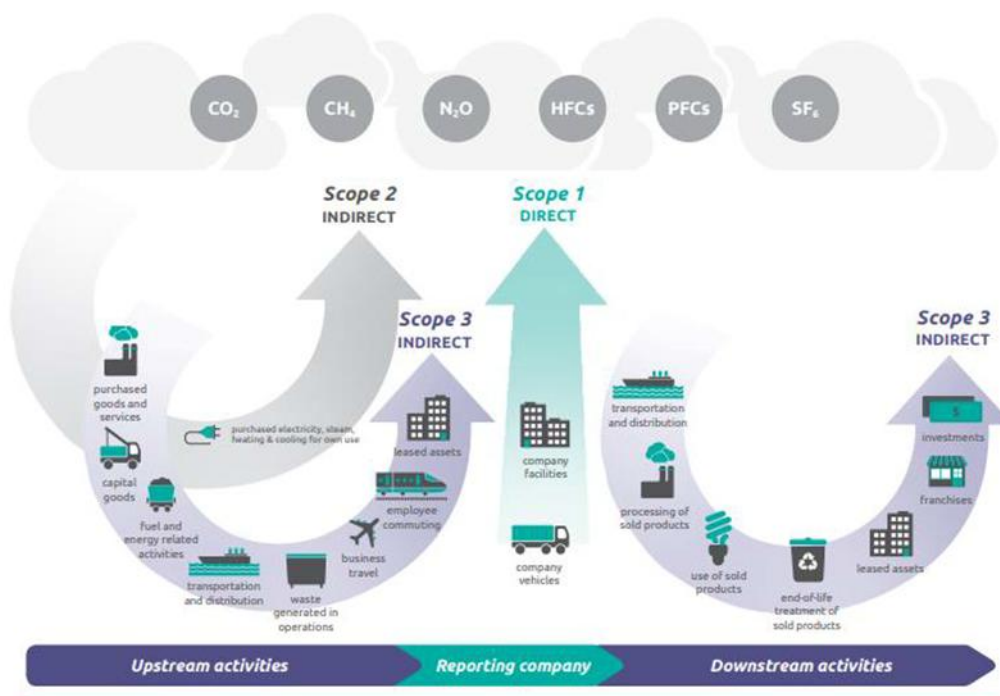 CO₂
CH₄
N₂O
HFCs
PFCs
SF₆
Scope 2
INDIRECT
Scope 1
DIRECT
Scope 3
INDIRECT
Scope 3
INDIRECT
purchased
goods and
services
capital
goods
fuel and
energy related
activities
purchased electricity, steam,
heating & cooling for own use
transportation
and distribution
waste
generated in
operations
business
travel
employee
commuting
leased assets
company
facilities
company
vehicles
transportation
and distribution
processing of
sold products
use of sold
products
end-of-life
treatment of
sold products
leased assets
franchises
$
investments
Upstream activities
Reporting company
Downstream activities